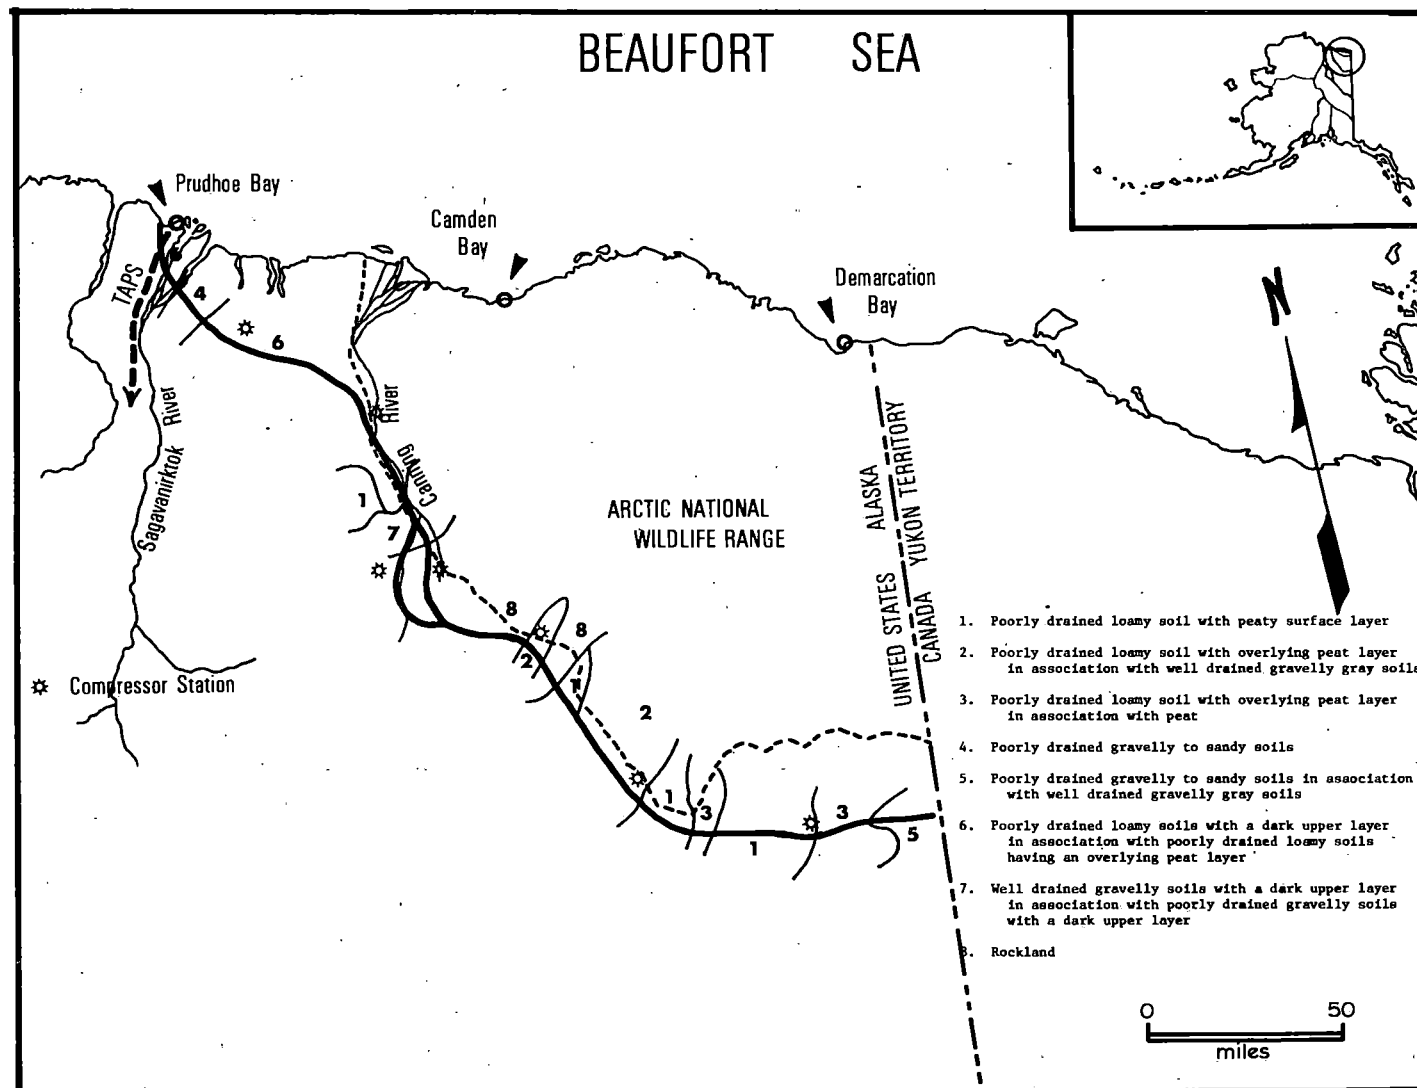 BEAUFORT SEA
Prudhoe Bay
Camden
Bay
Demarcation
Bay
N
TAPS
5
4
6
River
Sagavanirktok
River
Canning
1
7
ARCTIC NATIONAL
WILDLIFE RANGE
UNITED STATES ALASKA
CANADA YUKON TERRITORY
8
8
2
1
2
1
3
1
3
5
Compressor Station
1. Poorly drained loamy soil with peaty surface layer
2. Poorly drained loamy soil with overlying peat layer
in association with well drained gravelly gray soils
3. Poorly drained loamy soil with overlying peat layer
in association with peat
4. Poorly drained gravelly to sandy soils
5. Poorly drained gravelly to sandy soils in association
with well drained gravelly gray soils
6. Poorly drained loamy soils with a dark upper layer
in association with poorly drained loamy soils
having an overlying peat layer
7. Well drained gravelly soils with a dark upper layer
in association with poorly drained gravelly soils
with a dark upper layer
8. Rockland
0 50
miles